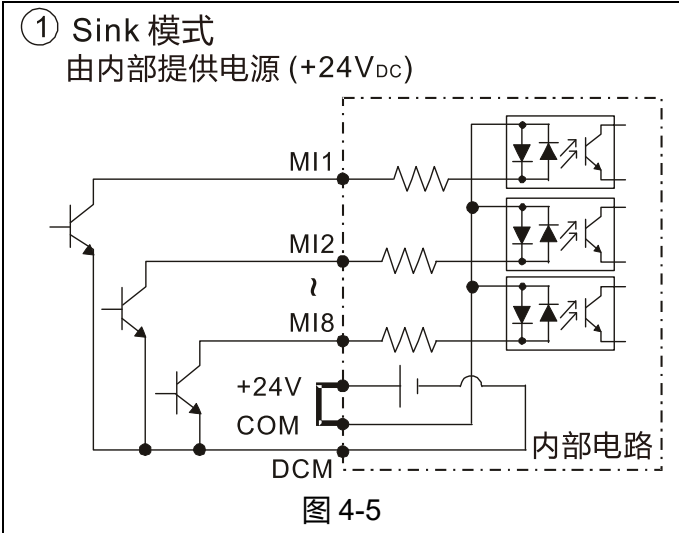 ① Sink 模式
由内部提供电源 (+24VDC)
MI1
MI2
~
MI8
+24V
COM
DCM
内部电路
图 4-5